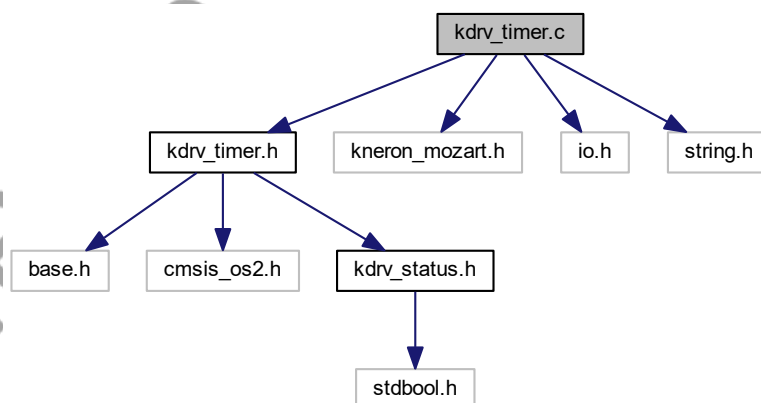 kdrv_timer.c
kdrv_timer.h
kneron_mozart.h
io.h
string.h
base.h
cmsis_os2.h
kdrv_status.h
stdbool.h